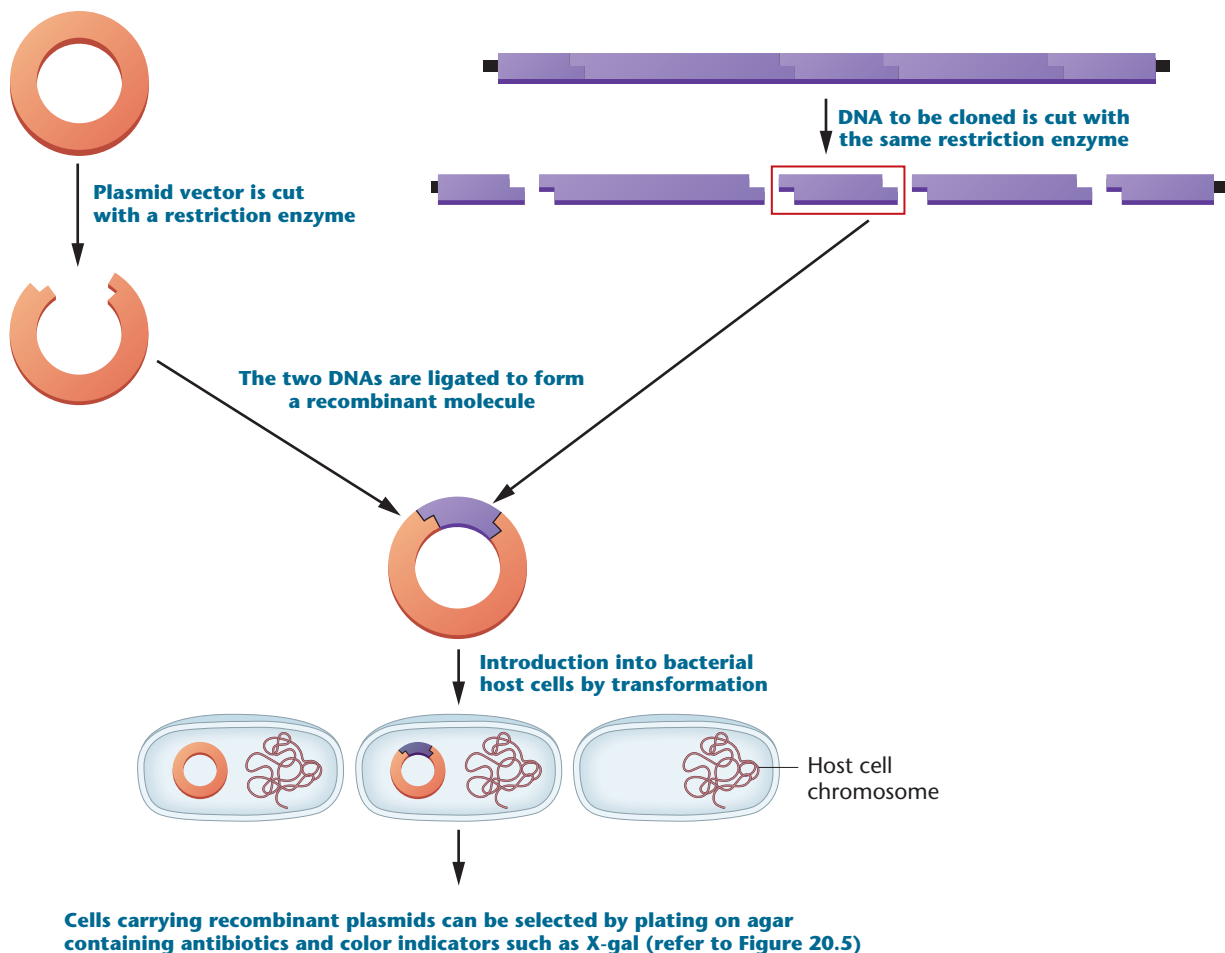 DNA to be cloned is cut with
the same restriction enzyme
Plasmid vector is cut
with a restriction enzyme
The two DNAs are ligated to form
a recombinant molecule
Introduction into bacterial
host cells by transformation
Host cell
chromosome
Cells carrying recombinant plasmids can be selected by plating on agar
containing antibiotics and color indicators such as X-gal (refer to Figure 20.5)